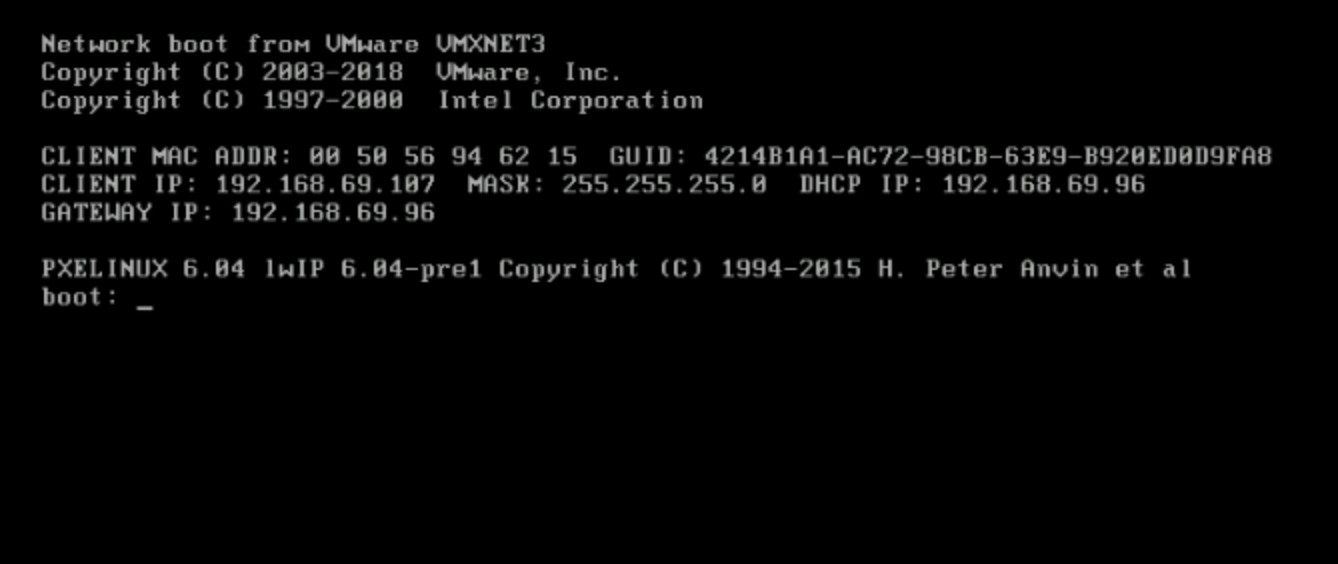 Network boot from VMware VMXNET3
Copyright (C) 2003-2018  VMware, Inc.
Copyright (C) 1997-2000  Intel Corporation
CLIENT MAC ADDR: 00 50 56 94 62 15  GUID: 4214B1A1-AC72-98CB-63E9-B920ED0D9FA8
CLIENT IP: 192.168.69.107  MASK: 255.255.255.0  DHCP IP: 192.168.69.96
GATEWAY IP: 192.168.69.96
PXELINUX 6.04 lwIP 6.04-pre1 Copyright (C) 1994-2015 H. Peter Anvin et al
boot: _